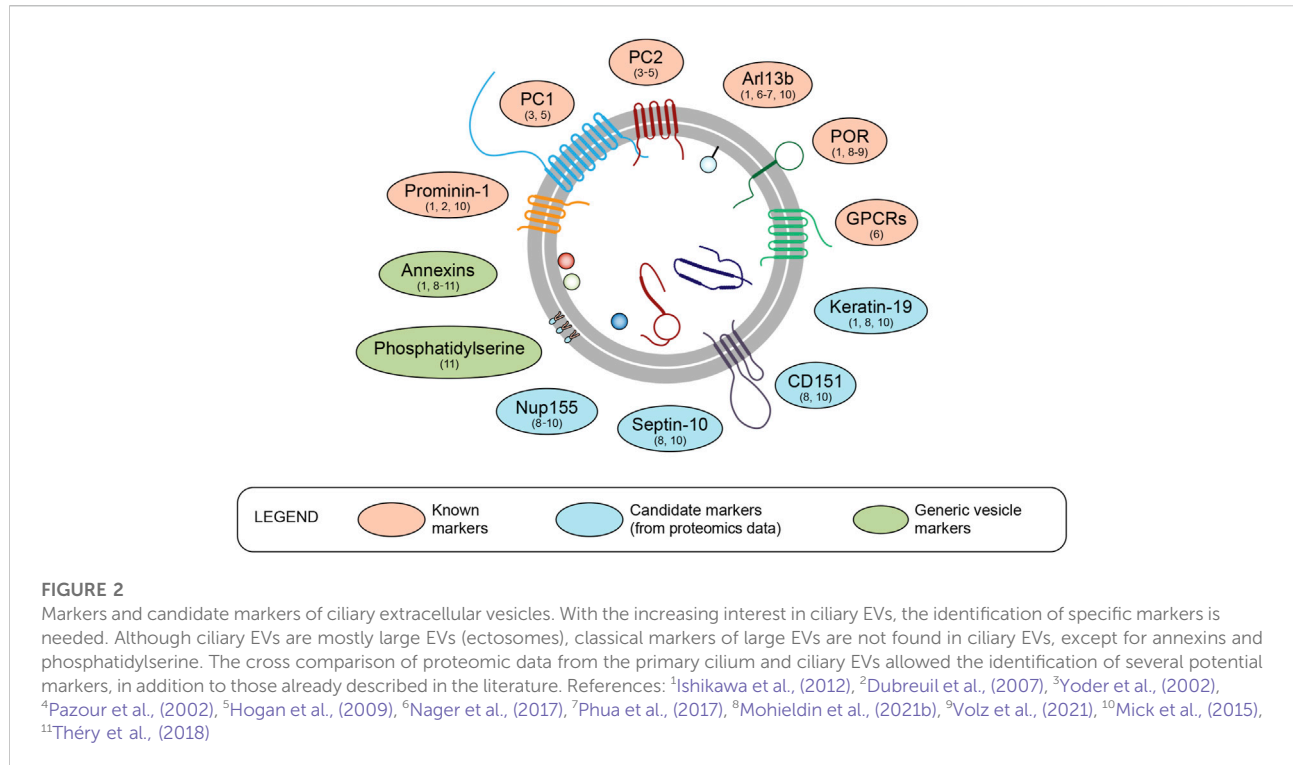 PC2
(3-5)
Arl13b
(1, 6-7, 10)
PC1
(3, 5)
POR
(1, 8-9)
Prominin-1
(1, 2, 10)
GPCRs
(6)
Annexins
(1, 8-11)
Keratin-19
(1, 8, 10)
Phosphatidylserine
(11)
CD151
(8, 10)
Nup155
(8-10)
Septin-10
(8, 10)
LEGEND
Known
markers
Candidate markers
(from proteomics data)
Generic vesicle
markers
FIGURE 2
Markers and candidate markers of ciliary extracellular vesicles. With the increasing interest in ciliary EVs, the identification of specific markers is
needed. Although ciliary EVs are mostly large EVs (ectosomes), classical markers of large EVs are not found in ciliary EVs, except for annexins and
phosphatidylserine. The cross comparison of proteomic data from the primary cilium and ciliary EVs allowed the identification of several potential
markers, in addition to those already described in the literature. References: ¹Ishikawa et al., (2012), ²Dubreuil et al., (2007), ³Yoder et al., (2002),
⁴Pazour et al., (2002), ⁵Hogan et al., (2009), ⁶Nager et al., (2017), ⁷Phua et al., (2017), ⁸Mohieldin et al., (2021b), ⁹Volz et al., (2021), ¹⁰Mick et al., (2015),
¹¹Théry et al., (2018)